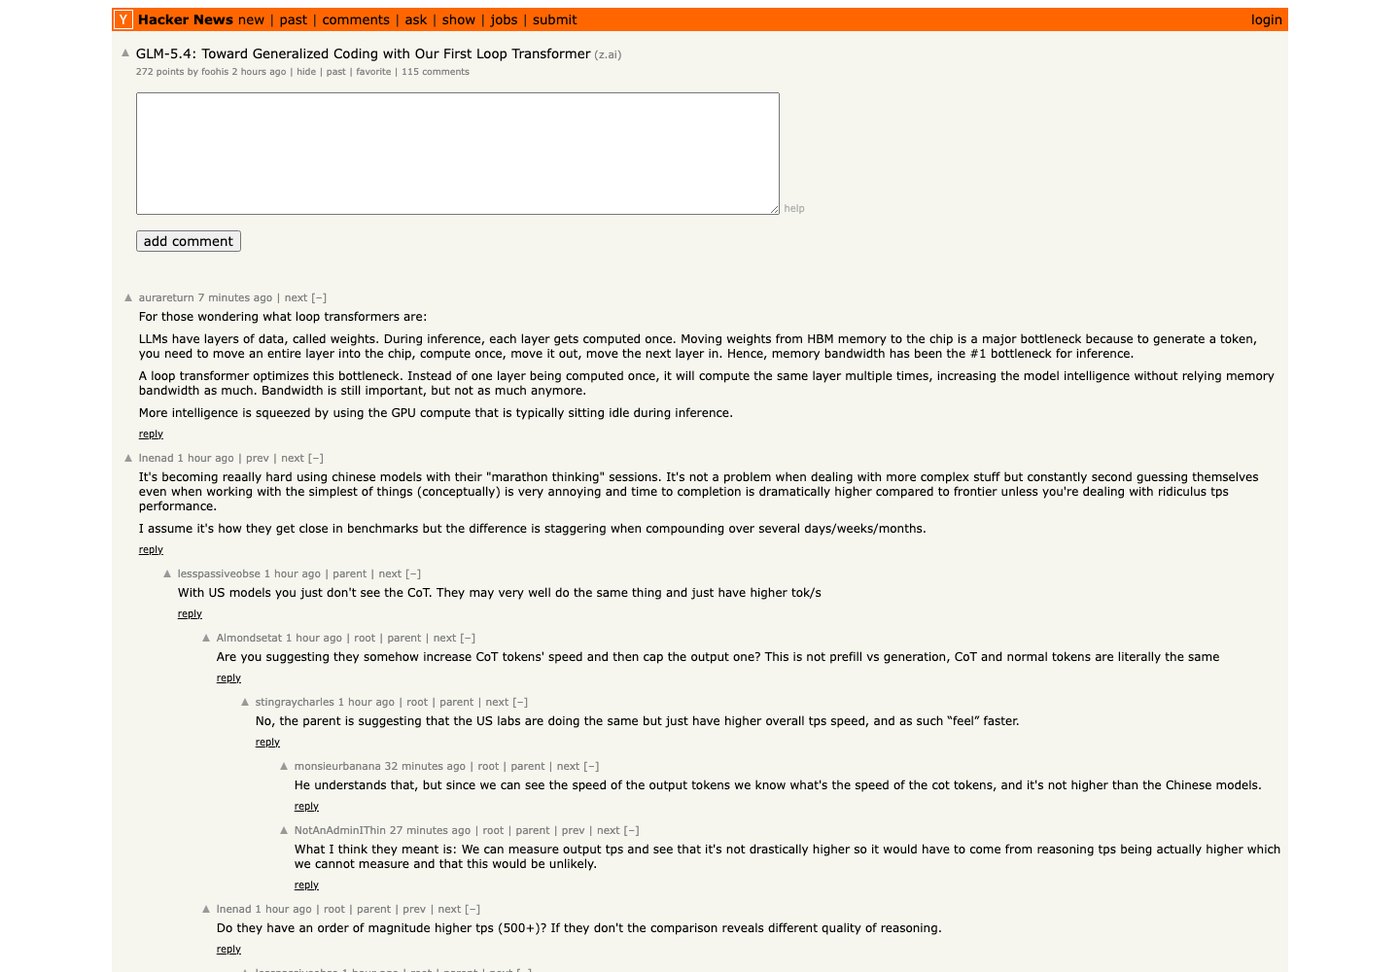 Y Hacker News new | past | comments | ask | show | jobs | submit login
▲ GLM-5.4: Toward Generalized Coding with Our First Loop Transformer (z.ai)
272 points by foohis 2 hours ago | hide | past | favorite | 115 comments
help
add comment
▲ aurareturn 7 minutes ago | next [–]
For those wondering what loop transformers are:
LLMs have layers of data, called weights. During inference, each layer gets computed once. Moving weights from HBM memory to the chip is a major bottleneck because to generate a token,
you need to move an entire layer into the chip, compute once, move it out, move the next layer in. Hence, memory bandwidth has been the #1 bottleneck for inference.
A loop transformer optimizes this bottleneck. Instead of one layer being computed once, it will compute the same layer multiple times, increasing the model intelligence without relying memory
bandwidth as much. Bandwidth is still important, but not as much anymore.
More intelligence is squeezed by using the GPU compute that is typically sitting idle during inference.
reply
▲ lnenad 1 hour ago | prev | next [–]
It's becoming reaally hard using chinese models with their "marathon thinking" sessions. It's not a problem when dealing with more complex stuff but constantly second guessing themselves
even when working with the simplest of things (conceptually) is very annoying and time to completion is dramatically higher compared to frontier unless you're dealing with ridiculus tps
performance.
I assume it's how they get close in benchmarks but the difference is staggering when compounding over several days/weeks/months.
reply
▲ lesspassiveobse 1 hour ago | parent | next [–]
With US models you just don't see the CoT. They may very well do the same thing and just have higher tok/s
reply
▲ Almondsetat 1 hour ago | root | parent | next [–]
Are you suggesting they somehow increase CoT tokens' speed and then cap the output one? This is not prefill vs generation, CoT and normal tokens are literally the same
reply
▲ stingraycharles 1 hour ago | root | parent | next [–]
No, the parent is suggesting that the US labs are doing the same but just have higher overall tps speed, and as such “feel” faster.
reply
▲ monsieurbanana 32 minutes ago | root | parent | next [–]
He understands that, but since we can see the speed of the output tokens we know what's the speed of the cot tokens, and it's not higher than the Chinese models.
reply
▲ NotAnAdminIThin 27 minutes ago | root | parent | prev | next [–]
What I think they meant is: We can measure output tps and see that it's not drastically higher so it would have to come from reasoning tps being actually higher which
we cannot measure and that this would be unlikely.
reply
▲ lnenad 1 hour ago | root | parent | prev | next [–]
Do they have an order of magnitude higher tps (500+)? If they don't the comparison reveals different quality of reasoning.
reply